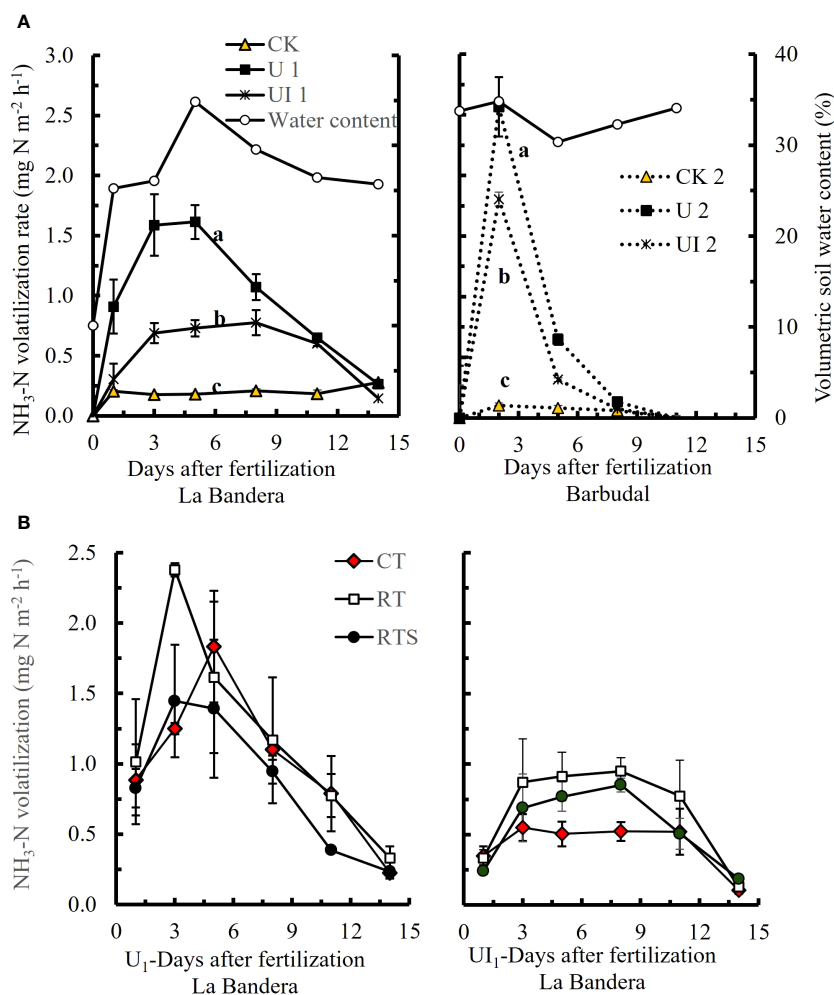 A
NH3-N volatilization rate (mg N m-2 h-1)
3.0
2.5
2.0
1.5
1.0
0.5
0.0
CK
U 1
UI 1
Water content
a
b
c
0 3 6 9 12 15
Days after fertilization
La Bandera
a
b
c
CK 2
U 2
UI 2
40
30
20
10
0
Volumetric soil water content (%)
0 3 6 9 12 15
Days after fertilization
Barbudal
B
NH3-N volatilization (mg N m-2 h-1)
2.5
2.0
1.5
1.0
0.5
0.0
CT
RT
RTS
0 3 6 9 12 15
U1-Days after fertilization
La Bandera
0 3 6 9 12 15
UI1-Days after fertilization
La Bandera